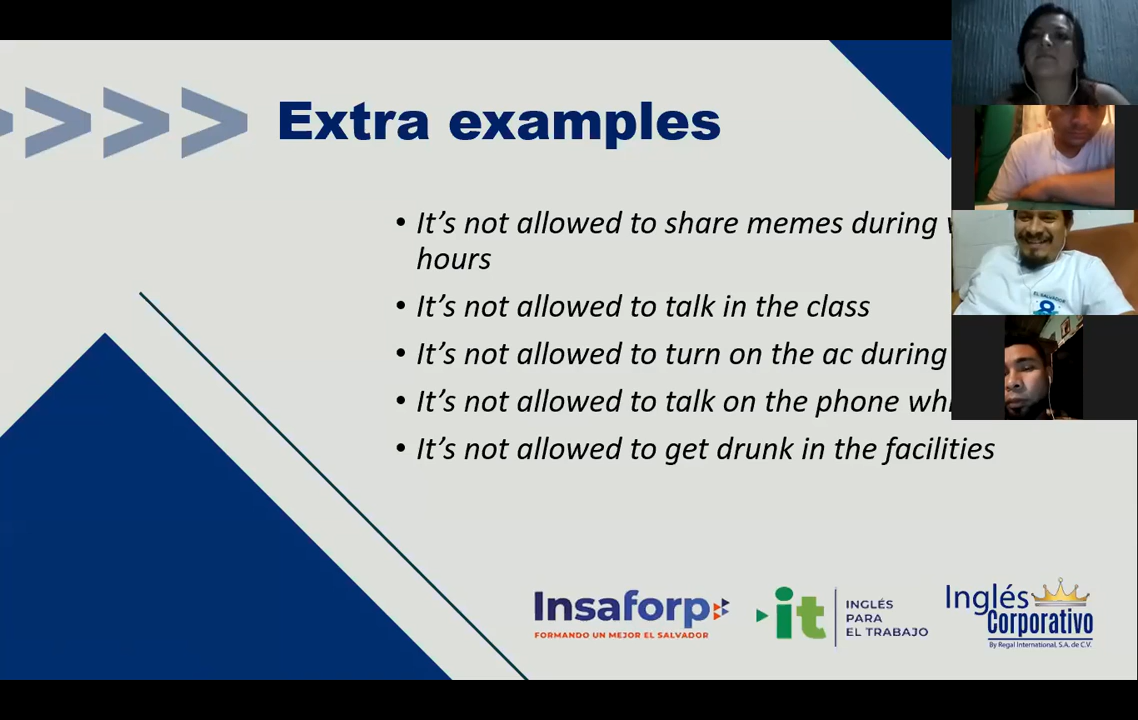 Extra examples
• It's not allowed to share memes during
hours
• It's not allowed to talk in the class
• It's not allowed to turn on the ac during
• It's not allowed to talk on the phone
• It's not allowed to get drunk in the facilities
Insaforp
FORMANDO UN MEJOR EL SALVADOR
it
INGLÉS
PARA
EL TRABAJO
Inglés
Corporativo
By Regal International, S.A. de C.V.
EL SALVADOR
8